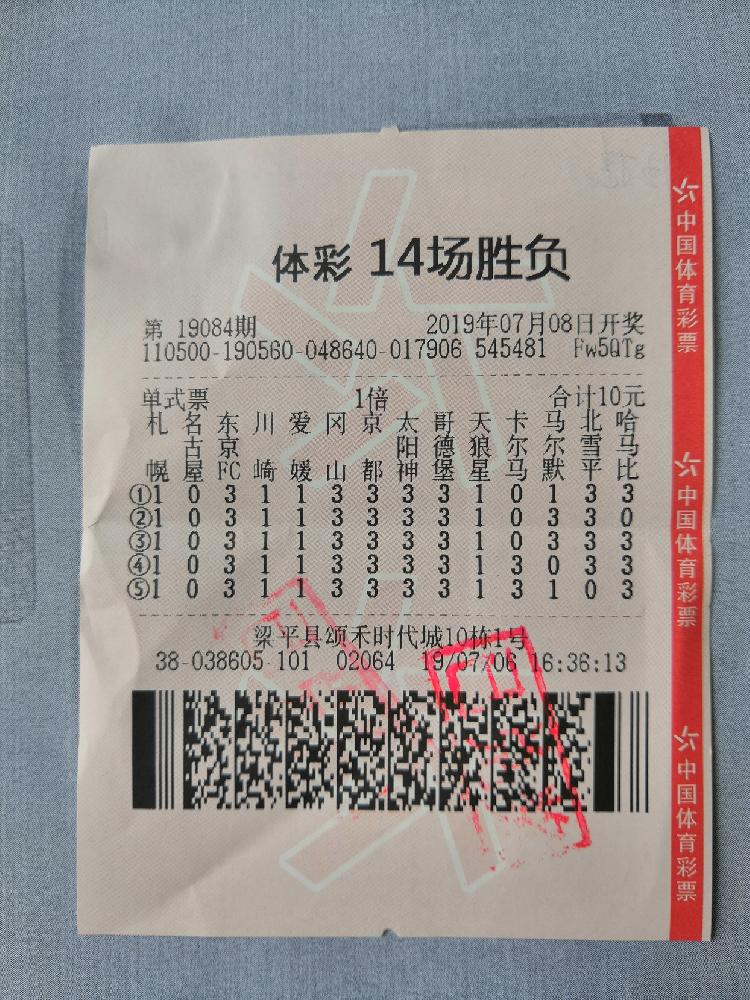 体彩 14场胜负
第 19084期 2019年07月08日开奖
110500-190560-048640-017906 545481 Fw5QTg
单式票 1倍 合计10元
札幌 名古屋 东京FC 川崎 爱媛 冈山 京都 太阳神 哥德堡 天狼星 卡尔马 马尔默 北雪平 哈马比
①1 0 3 1 1 3 3 3 3 1 0 1 3 3
②1 0 3 1 1 3 3 3 3 1 0 3 3 0
③1 0 3 1 1 3 3 3 3 1 0 3 3 3
④1 0 3 1 1 3 3 3 3 1 3 0 3 3
⑤1 0 3 1 1 3 3 3 3 1 3 1 0 3
梁平县颂禾时代城10栋1号
38-038605-101 02064 19/07/06 16:36:13
中国体育彩票
中国体育彩票
中国体育彩票